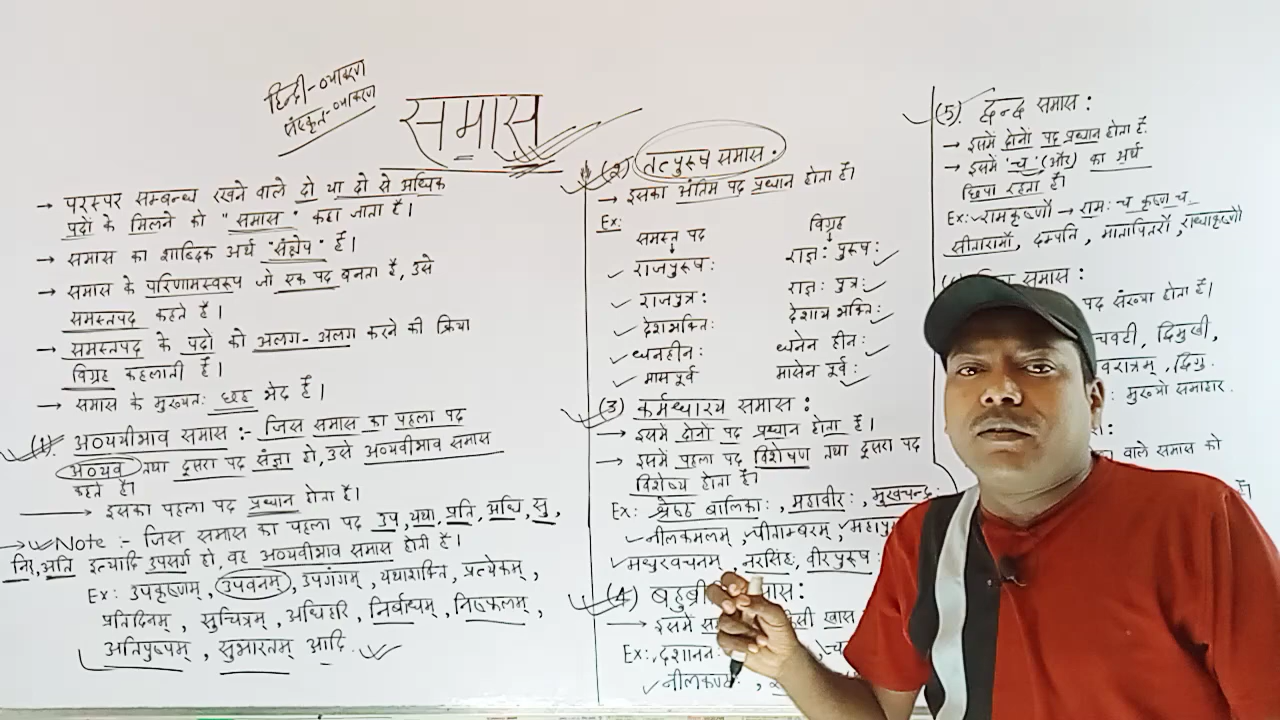 हिन्दी-व्याकरण
संस्कृत-व्याकरण
समास
→ परस्पर सम्बन्ध रखने वाले दो या दो से अधिक
पदों के मिलने को "समास" कहा जाता है।
→ समास का शाब्दिक अर्थ "संक्षेप" है।
→ समास के परिणामस्वरूप जो एक पद बनता है, उसे
समस्तपद कहते हैं।
→ समस्तपद के पदों को अलग-अलग करने की क्रिया
विग्रह कहलाती है।
→ समास के मुख्यतः छह भेद हैं।
(1) अव्ययीभाव समास :- जिस समास का पहला पद
अव्यय तथा दूसरा पद संज्ञा हो, उसे अव्ययीभाव समास
कहते हैं।
→ इसका पहला पद प्रधान होता है।
→ Note :- जिस समास का पहला पद उप, यथा, प्रति, अधि, सु,
निर, अति इत्यादि उपसर्ग हो, वह अव्ययीभाव समास होती है।
Ex: उपकृष्णम्, उपवनम्, उपगंगम्, यथाशक्ति, प्रत्येकम्,
प्रतिदिनम्, सुचित्रम्, अधिहरि, निर्बाधम्, निष्कलम्,
अतिपुष्पम्, सुभारतम् आदि
(2) तत्पुरूष समास :
→ इसका अंतिम पद प्रधान होता है।
Ex: समस्त पद विग्रह
राजपुरूषः राज्ञः पुरूषः
राजपुत्रः राज्ञः पुत्रः
देशभक्तिः देशाय भक्तिः
धनहीनः धनेन हीनः
मासपूर्व मासेन पूर्वः
(3) कर्मधारय समास :
→ इसमें दोनों पद प्रधान होता है।
→ इसमें पहला पद विशेषण तथा दूसरा पद
विशेष्य होता है।
Ex: श्रेष्ठ बालिकाः, महावीरः, मुखचन्द्रः
नीलकमलम्, पीताम्बरम्,
मधुरवचनम्, नरसिंहः, वीरपुरूषः
(4)
→ इसमें खास
Ex: दशाननः
नीलकण्ठः,
(5) द्वन्द समास :
→ इसमें दोनों पद प्रधान होता है.
→ इसमें 'च' (और) का अर्थ
छिपा रहता है।
Ex: रामकृष्णौ → रामः च कृष्ण च
सीतारामौ, दम्पति, मातापितरौ, राधाकृष्णौ
समास :
पद संख्या होता है।
द्विमुखी,
द्विगु
समाहार.
वाले समास को
है।